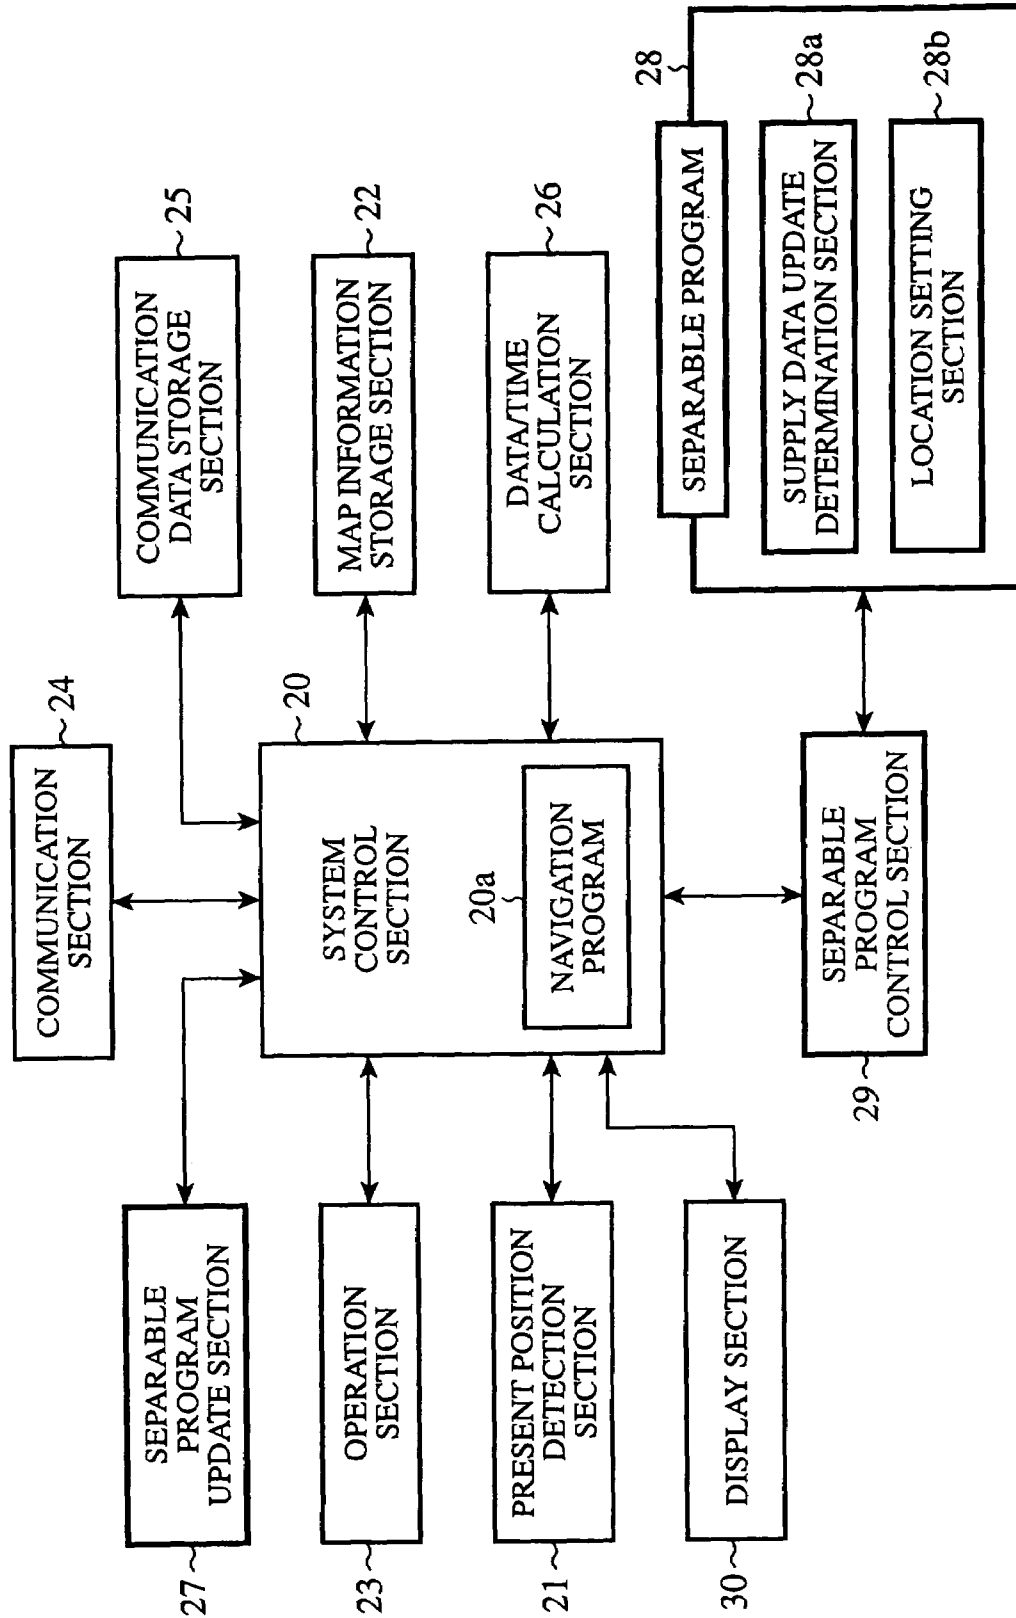 24
COMMUNICATION
SECTION
27
SEPARABLE
PROGRAM
UPDATE SECTION
23
OPERATION
SECTION
21
PRESENT POSITION
DETECTION
SECTION
30
DISPLAY SECTION
20
SYSTEM
CONTROL
SECTION
20a
NAVIGATION
PROGRAM
25
COMMUNICATION
DATA STORAGE
SECTION
22
MAP INFORMATION
STORAGE SECTION
26
DATA/TIME
CALCULATION
SECTION
29
SEPARABLE
PROGRAM
CONTROL SECTION
28
SEPARABLE PROGRAM
28a
SUPPLY DATA UPDATE
DETERMINATION SECTION
28b
LOCATION SETTING
SECTION